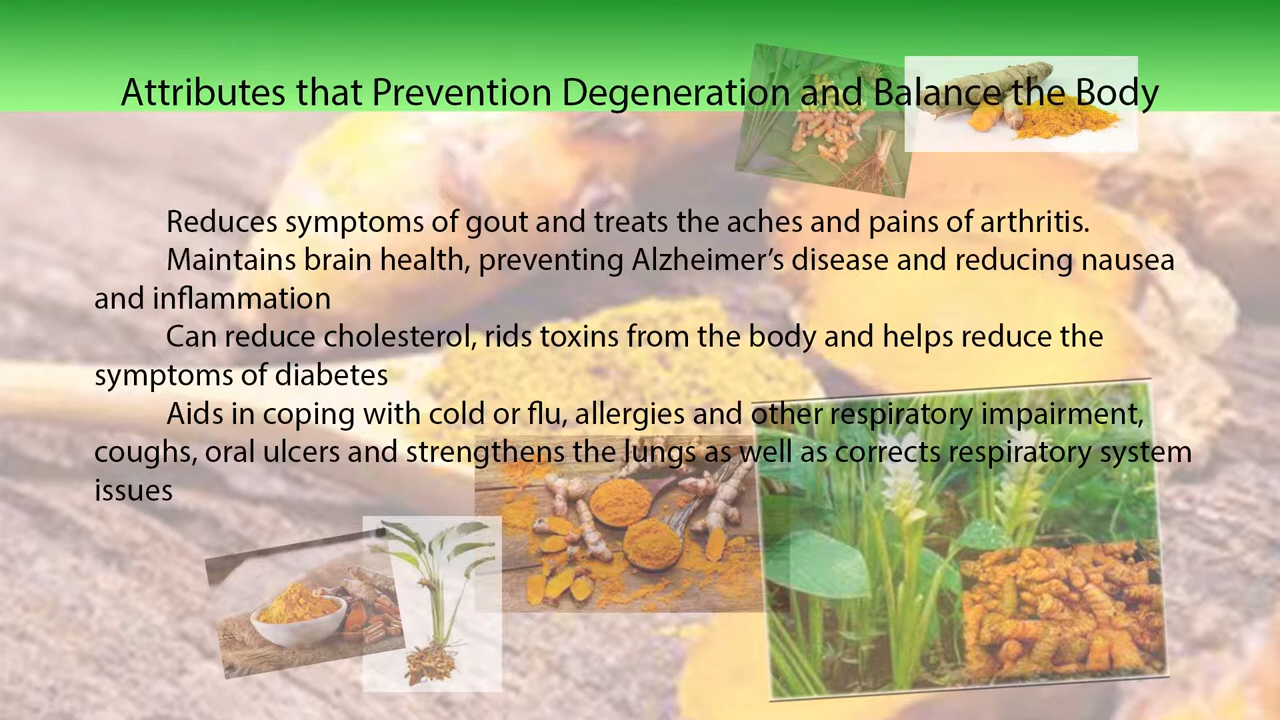 Attributes that Prevention Degeneration and Balance the Body
Reduces symptoms of gout and treats the aches and pains of arthritis.
Maintains brain health, preventing Alzheimer’s disease and reducing nausea
and inflammation
Can reduce cholesterol, rids toxins from the body and helps reduce the
symptoms of diabetes
Aids in coping with cold or flu, allergies and other respiratory impairment,
coughs, oral ulcers and strengthens the lungs as well as corrects respiratory system
issues